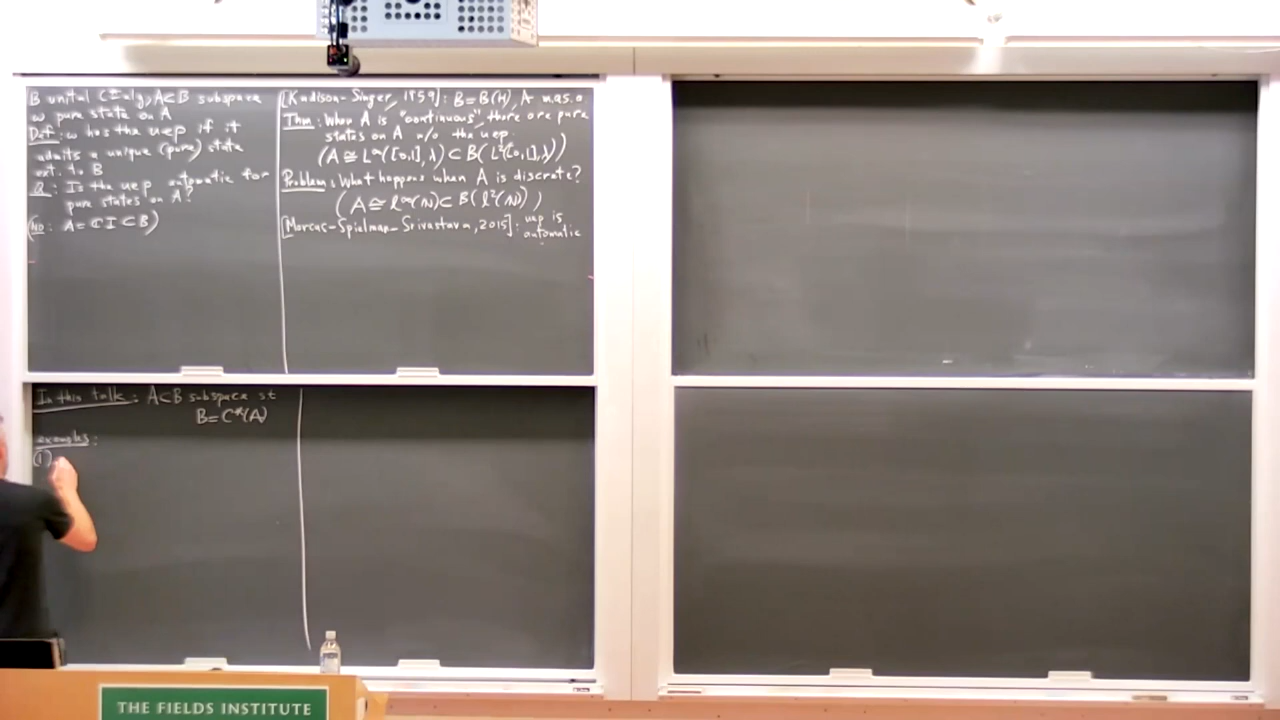 B unital C*-alg, A⊂B subspace
ω pure state on A
Def: ω has the uep if it
admits a unique (pure) state
ext. to B
Q: Is the uep automatic for
pure states on A?
(No: A = ℂI ⊂ B)
[Kadison-Singer, 1959]: B = B(H), A m.a.s.a
Thm: When A is "continuous", there are pure
states on A w/o the uep.
(A ≅ L^∞([0,1], λ) ⊂ B(L²([0,1], λ))
Problem: What happens when A is discrete?
(A ≅ ℓ^∞(ℕ) ⊂ B(ℓ²(ℕ)))
[Marcus-Spielman-Srivastava, 2015]: uep is
automatic
In this talk: A⊂B subspace st
B = C*(A)
examples:
①
THE FIELDS INSTITUTE